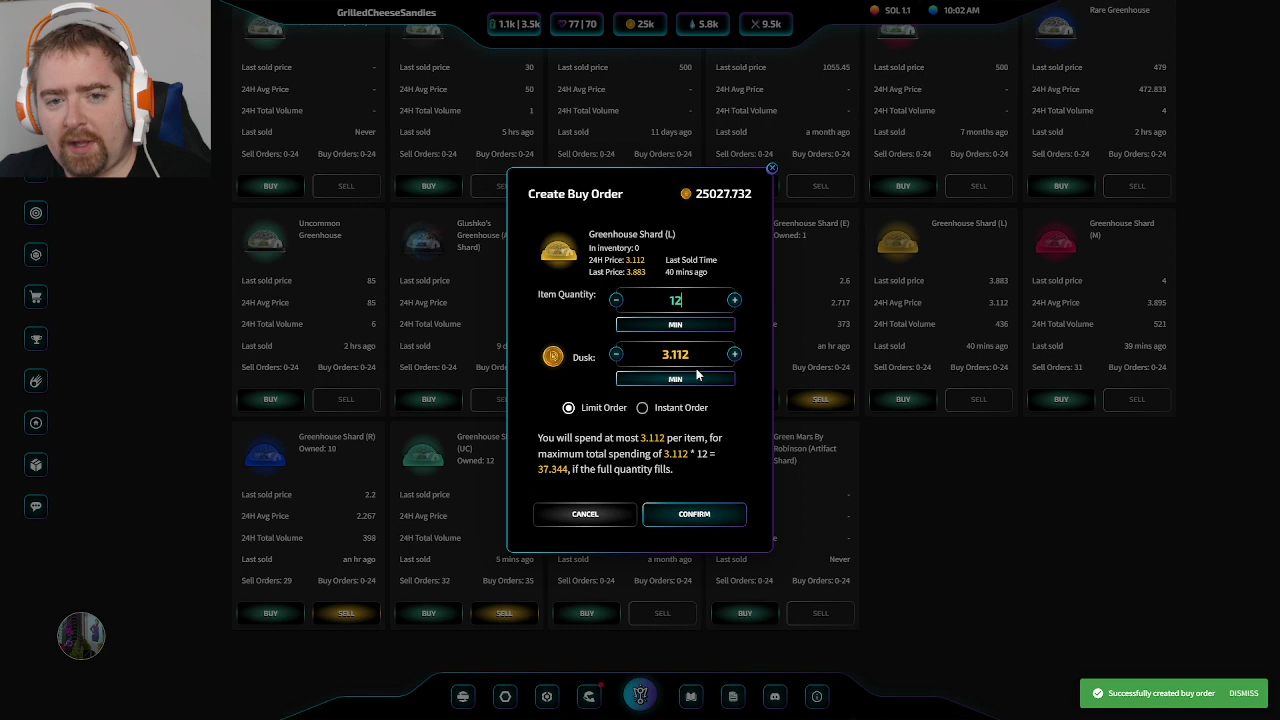 GrilledCheeseSandies
1.1k | 3.5k
77 | 70
25k
5.8k
9.5k
SOL 1.1
10:02 AM
Rare Greenhouse
Last sold price -
24H Avg Price -
24H Total Volume -
Last sold Never
Sell Orders: 0-24 Buy Orders: 0-24
BUY SELL
Last sold price 30
24H Avg Price 50
24H Total Volume 1
Last sold 5 hrs ago
Sell Orders: 0-24 Buy Orders: 0-24
BUY
Last sold price 500
24H Avg Price -
24H Total Volume -
Last sold 11 days ago
Sell Orders: 0-24 Buy Orders: 0-24
Last sold price 1055.45
24H Avg Price -
24H Total Volume -
Last sold a month ago
Sell Orders: 0-24 Buy Orders: 0-24
SELL
Last sold price 500
24H Avg Price -
24H Total Volume -
Last sold 7 months ago
Sell Orders: 0-24 Buy Orders: 0-24
BUY SELL
Last sold price 479
24H Avg Price 472.833
24H Total Volume 4
Last sold 2 hrs ago
Sell Orders: 0-24 Buy Orders: 0-24
BUY SELL
Create Buy Order 25027.732
Greenhouse Shard (L)
In inventory: 0
24H Price: 3.112 Last Sold Time
Last Price: 3.883 40 mins ago
Item Quantity: - 12 +
MIN
Dusk: - 3.112 +
MIN
Limit Order Instant Order
You will spend at most 3.112 per item, for
maximum total spending of 3.112 * 12 =
37.344, if the full quantity fills.
CANCEL CONFIRM
Uncommon
Greenhouse
Last sold price 85
24H Avg Price 85
24H Total Volume 6
Last sold 2 hrs ago
Sell Orders: 0-24 Buy Orders: 0-24
BUY SELL
Glushko's
Greenhouse (A
Shard)
Last sold price
24H Avg Price
24H Total Volume
Last sold
Sell Orders: 0-24
BUY
Greenhouse Shard (E)
Owned: 1
2.6
2.717
373
an hr ago
Buy Orders: 0-24
SELL
Greenhouse Shard (L)
Last sold price 3.883
24H Avg Price 3.112
24H Total Volume 436
Last sold 40 mins ago
Sell Orders: 0-24 Buy Orders: 0-24
BUY SELL
Greenhouse Shard
(M)
Last sold price 4
24H Avg Price 3.895
24H Total Volume 521
Last sold 39 mins ago
Sell Orders: 31 Buy Orders: 0-24
BUY SELL
Greenhouse Shard (R)
Owned: 10
Last sold price 2.2
24H Avg Price 2.267
24H Total Volume 398
Last sold an hr ago
Sell Orders: 29 Buy Orders: 0-24
BUY SELL
Greenhouse S
(UC)
Owned: 12
Last sold price
24H Avg Price
24H Total Volume
Last sold 5 mins ago
Sell Orders: 32 Buy Orders: 35
BUY SELL
a month ago
Sell Orders: 0-24 Buy Orders: 0-24
BUY SELL
Green Mars By
Robinson (Artifact
Shard)
-
-
-
Never
Sell Orders: 0-24 Buy Orders: 0-24
BUY SELL
Successfully created buy order DISMISS